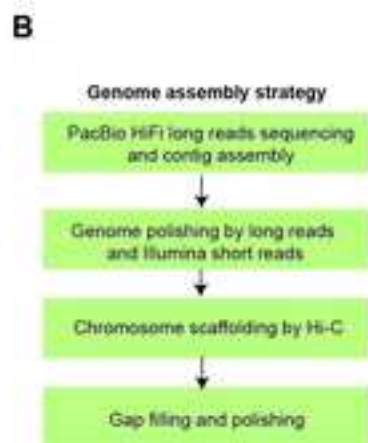 B
Genome assembly strategy
PacBio HiFi long reads sequencing
and contig assembly
Genome polishing by long reads
and Illumina short reads
Chromosome scaffolding by Hi-C
Gap filling and polishing